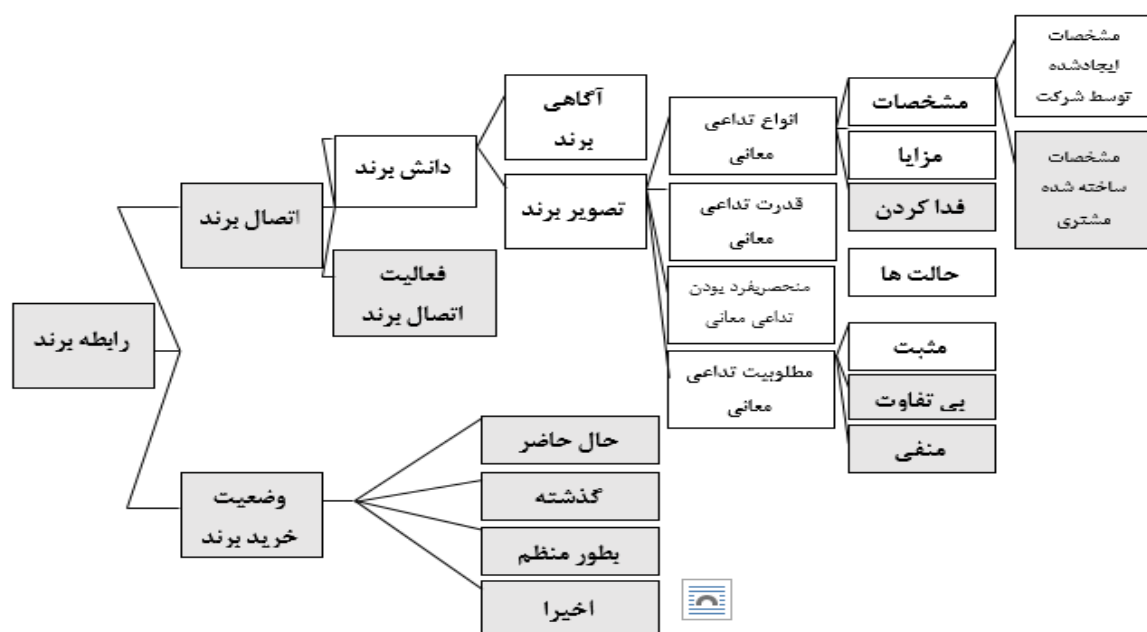 رابطه برند
اتصال برند
وضعیت
خرید برند
دانش برند
فعالیت
اتصال برند
آگاهی
برند
تصویر برند
حال حاضر
گذشته
بطور منظم
اخیرا
انواع تداعی
معانی
قدرت تداعی
معانی
منحصربفرد بودن
تداعی معانی
مطلوبیت تداعی
معانی
مشخصات
مزایا
فدا کردن
حالت ها
مثبت
بی تفاوت
منفی
مشخصات
ایجادشده
توسط شرکت
مشخصات
ساخته شده
مشتری